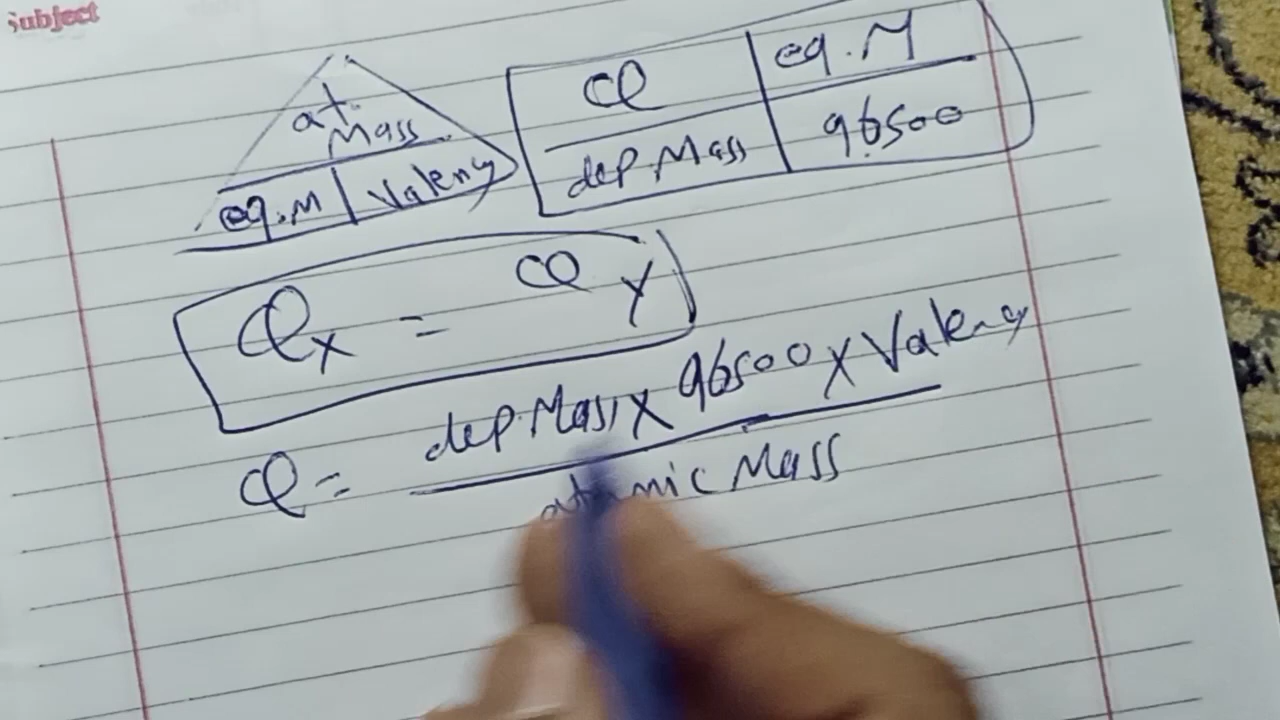 Subject
at. Mass
eq.M | Valency
Q | eq.M
dep.Mass | 96500
Qx = Qy
Q = dep.Mass x 96500 x Valency
atomic Mass